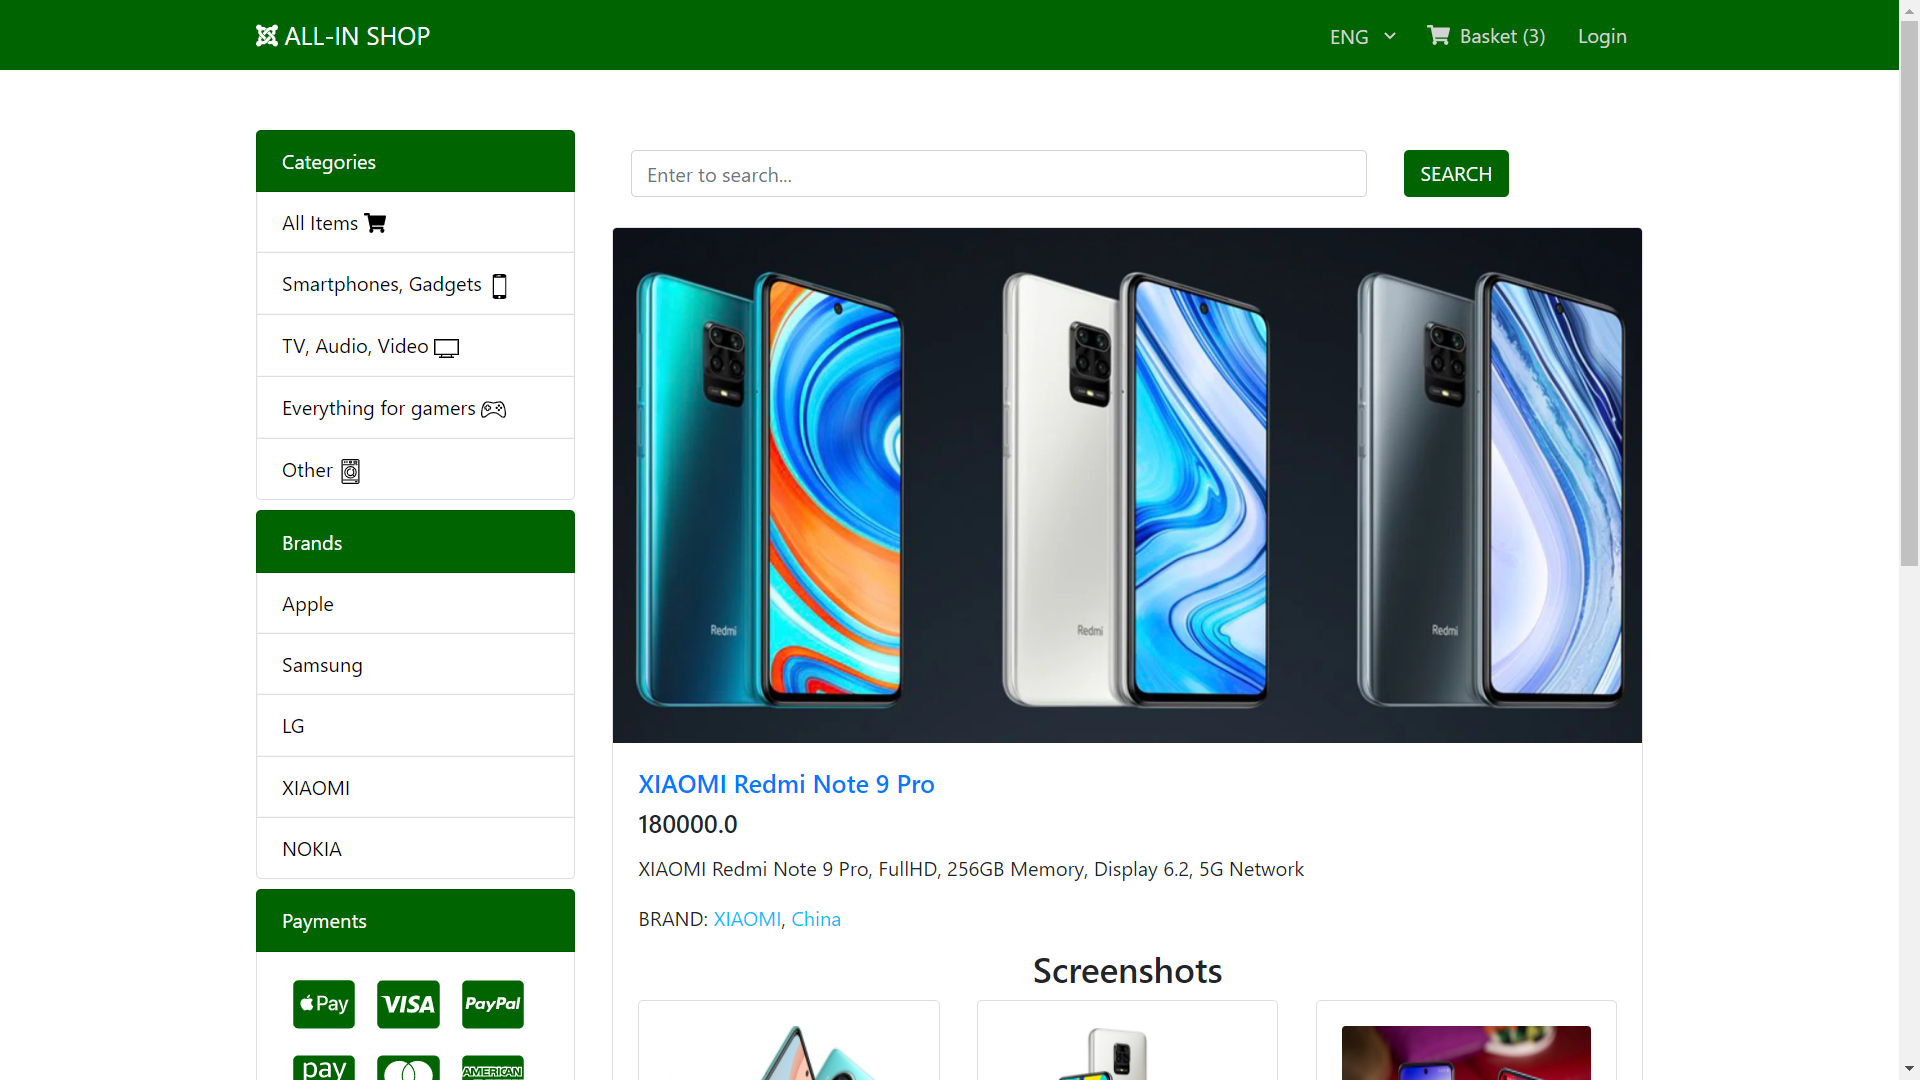 ALL-IN SHOP
ENG
Basket (3)
Login
Categories
All Items
Smartphones, Gadgets
TV, Audio, Video
Everything for gamers
Other
Brands
Apple
Samsung
LG
XIAOMI
NOKIA
Payments
Pay
VISA
PayPal
pay
AMERICAN
Enter to search...
SEARCH
Redmi
Redmi
Redmi
XIAOMI Redmi Note 9 Pro
180000.0
XIAOMI Redmi Note 9 Pro, FullHD, 256GB Memory, Display 6.2, 5G Network
BRAND: XIAOMI, China
Screenshots